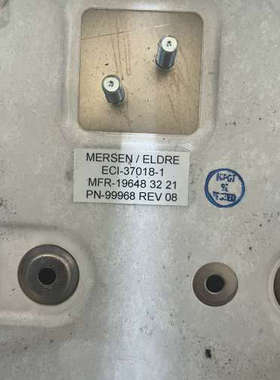 MERSEN / ELDRE
ECI-37018-1
MFR-19648 32 21
PN-99968 REV 08